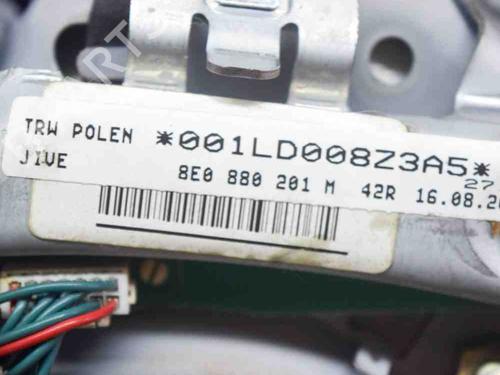 TRW POLEN *001LD008Z3A5*
JIVE 27
8E0 880 201 M 42R 16.08.20